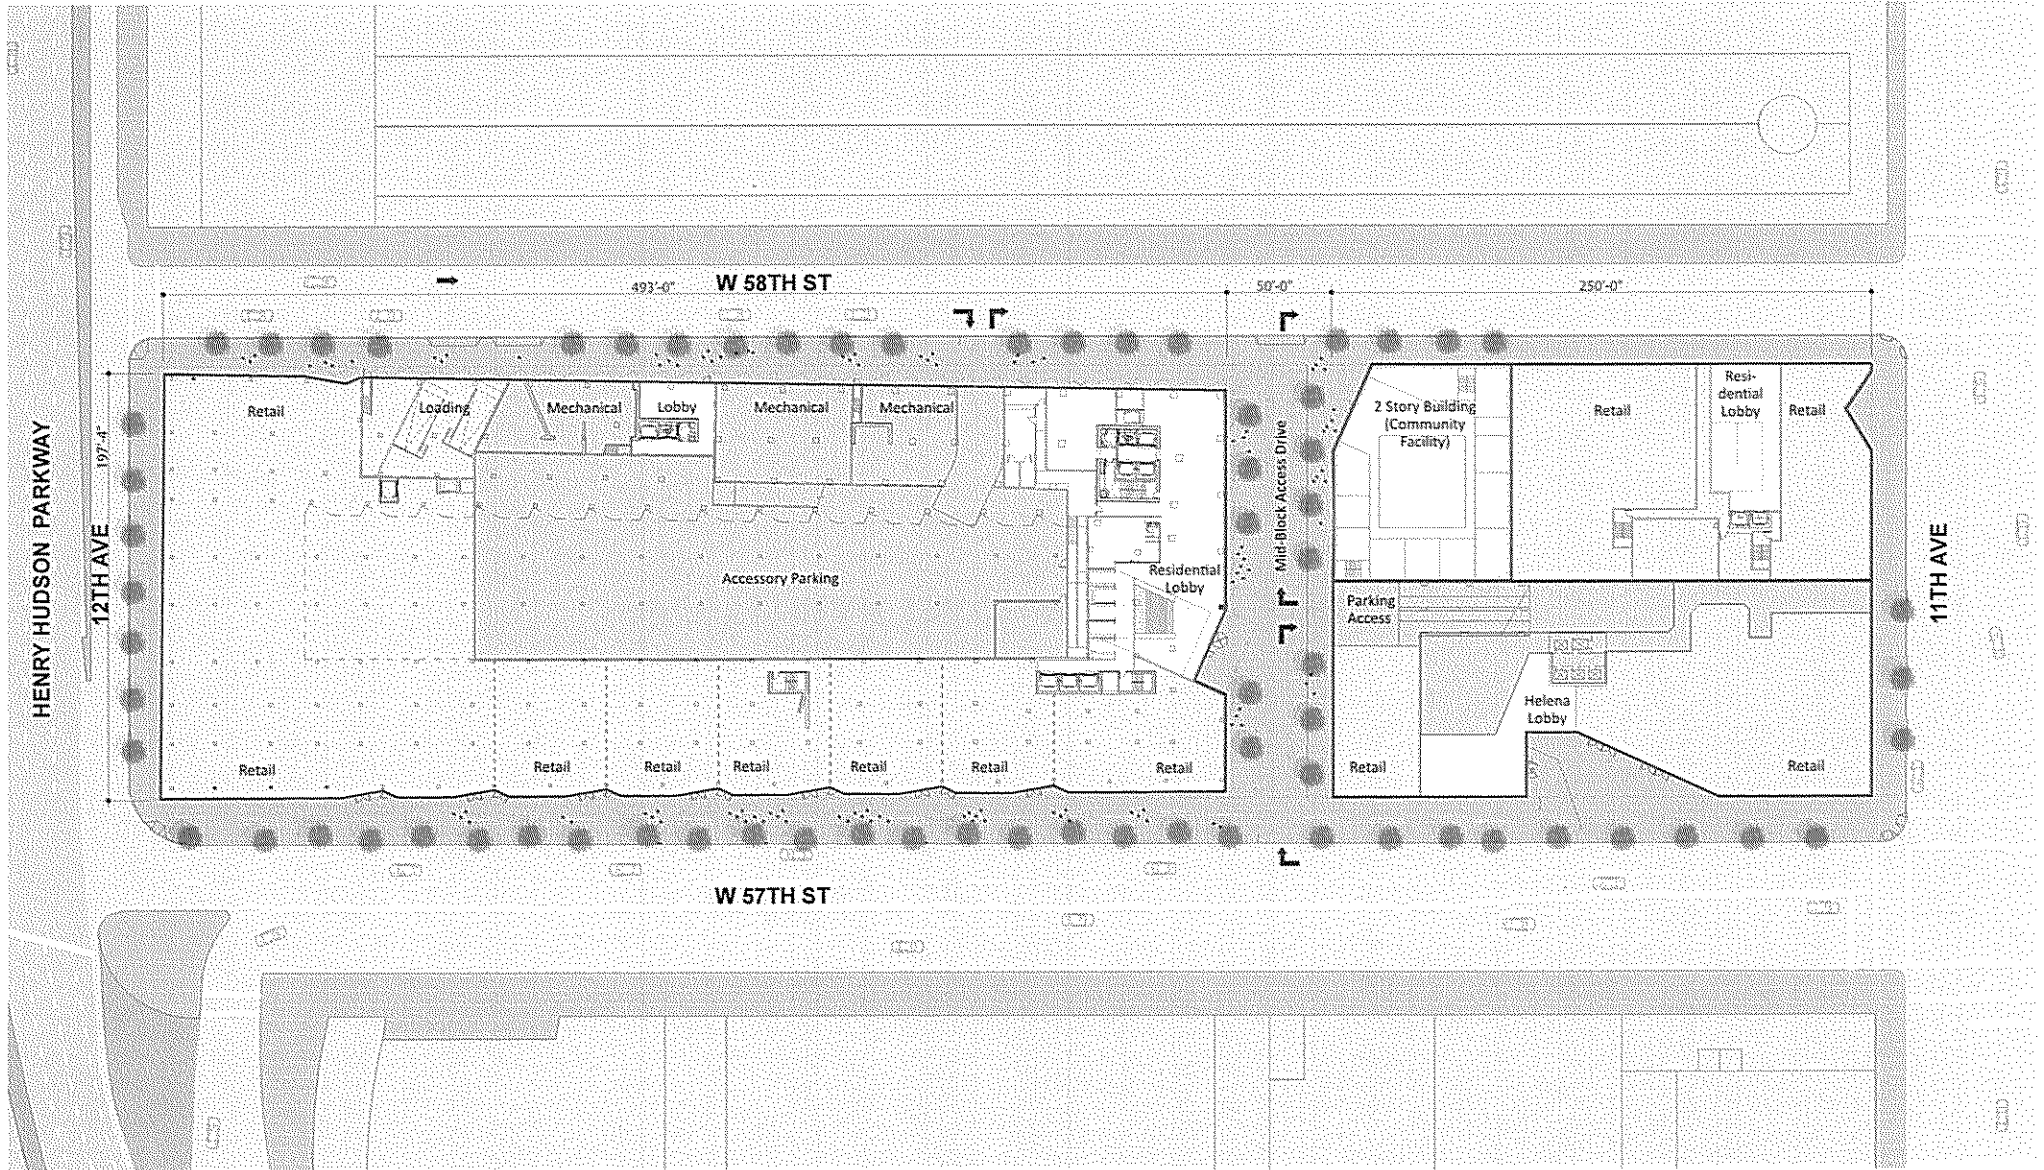 W 58TH ST
493'-0"
50'-0"
250'-0"
HENRY HUDSON PARKWAY
12TH AVE
197'-4"
Retail
Loading
Mechanical
Lobby
Mechanical
Mechanical
Accessory Parking
Residential
Lobby
Mid-Block Access Drive
2 Story Building
(Community
Facility)
Retail
Resi-
dential
Lobby
Retail
Parking
Access
Helena
Lobby
11TH AVE
Retail
Retail
Retail
Retail
Retail
Retail
Retail
Retail
Retail
W 57TH ST